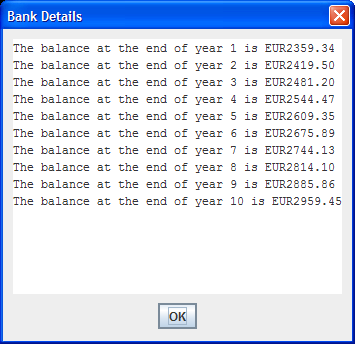 Bank Details
The balance at the end of year 1 is EUR2359.34
The balance at the end of year 2 is EUR2419.50
The balance at the end of year 3 is EUR2481.20
The balance at the end of year 4 is EUR2544.47
The balance at the end of year 5 is EUR2609.35
The balance at the end of year 6 is EUR2675.89
The balance at the end of year 7 is EUR2744.13
The balance at the end of year 8 is EUR2814.10
The balance at the end of year 9 is EUR2885.86
The balance at the end of year 10 is EUR2959.45
OK